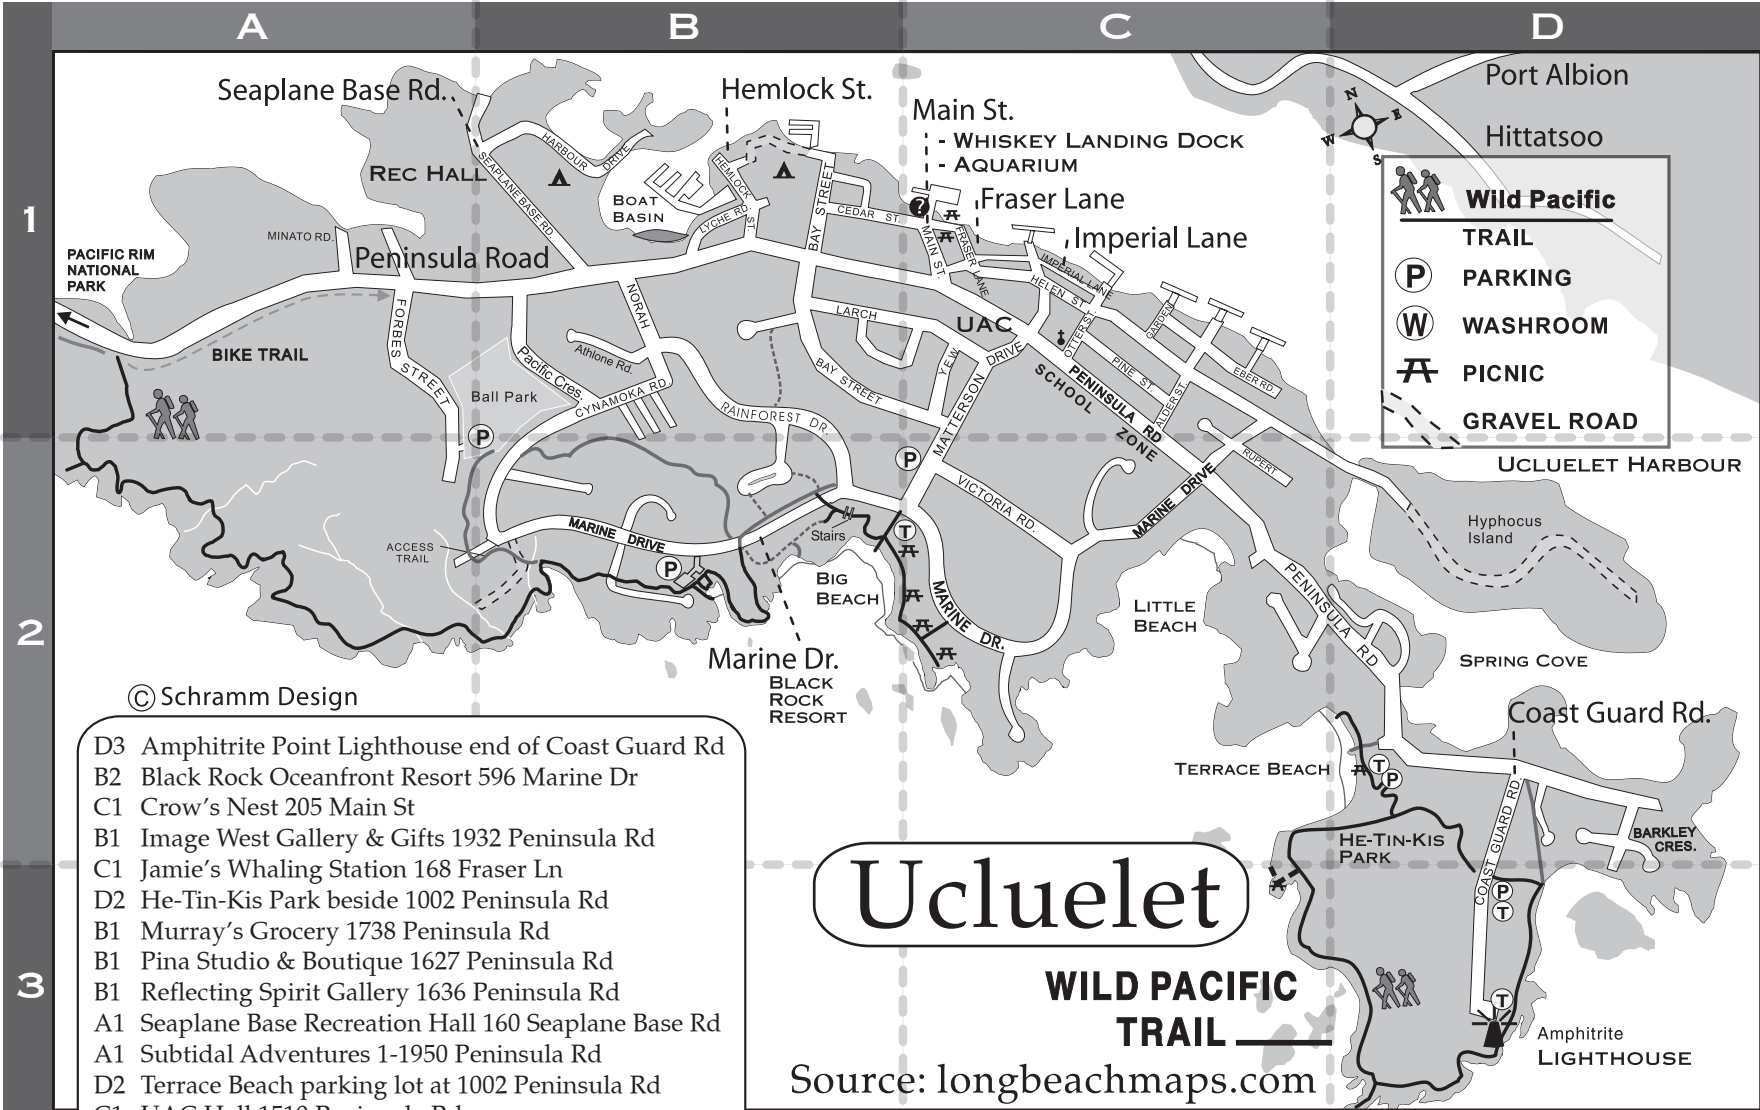 A B C D
1
2
3
Seaplane Base Rd.
Hemlock St.
Main St.
- WHISKEY LANDING DOCK
- AQUARIUM
Port Albion
Hittatsoo
N
E
W
S
REC HALL
HARBOUR DRIVE
SEAPLANE BASE RD.
BOAT
BASIN
HEMLOCK ST.
LYCHE RD.
BAY STREET
CEDAR ST.
?
MAIN ST.
Fraser Lane
FRASER LANE
Imperial Lane
IMPERIAL LANE
HELEN ST
MINATO RD.
Peninsula Road
PACIFIC RIM
NATIONAL
PARK
BIKE TRAIL
FORBES STREET
NORAH
Athlone Rd.
Pacific Cres.
CYNAMOKA RD.
Ball Park
P
LARCH
BAY STREET
YEW
UAC
MATTERSON DRIVE
OTTER ST.
GARDEN
PINE ST.
ALDER ST.
EBER RD
SCHOOL ZONE
PENINSULA RD
RAINFOREST DR.
Wild Pacific
TRAIL
P PARKING
W WASHROOM
PICNIC
GRAVEL ROAD
UCLUELET HARBOUR
P
VICTORIA RD.
RUPERT
MARINE DRIVE
Hyphocus
Island
ACCESS
TRAIL
MARINE DRIVE
P
Stairs
T
BIG
BEACH
MARINE DR.
LITTLE
BEACH
PENINSULA RD
SPRING COVE
Marine Dr.
BLACK
ROCK
RESORT
Coast Guard Rd.
TERRACE BEACH
T
P
COAST GUARD RD.
HE-TIN-KIS
PARK
BARKLEY
CRES.
P
T
T
Amphitrite
LIGHTHOUSE
© Schramm Design
D3 Amphitrite Point Lighthouse end of Coast Guard Rd
B2 Black Rock Oceanfront Resort 596 Marine Dr
C1 Crow's Nest 205 Main St
B1 Image West Gallery & Gifts 1932 Peninsula Rd
C1 Jamie's Whaling Station 168 Fraser Ln
D2 He-Tin-Kis Park beside 1002 Peninsula Rd
B1 Murray's Grocery 1738 Peninsula Rd
B1 Pina Studio & Boutique 1627 Peninsula Rd
B1 Reflecting Spirit Gallery 1636 Peninsula Rd
A1 Seaplane Base Recreation Hall 160 Seaplane Base Rd
A1 Subtidal Adventures 1-1950 Peninsula Rd
D2 Terrace Beach parking lot at 1002 Peninsula Rd
Ucluelet
WILD PACIFIC
TRAIL
Source: longbeachmaps.com